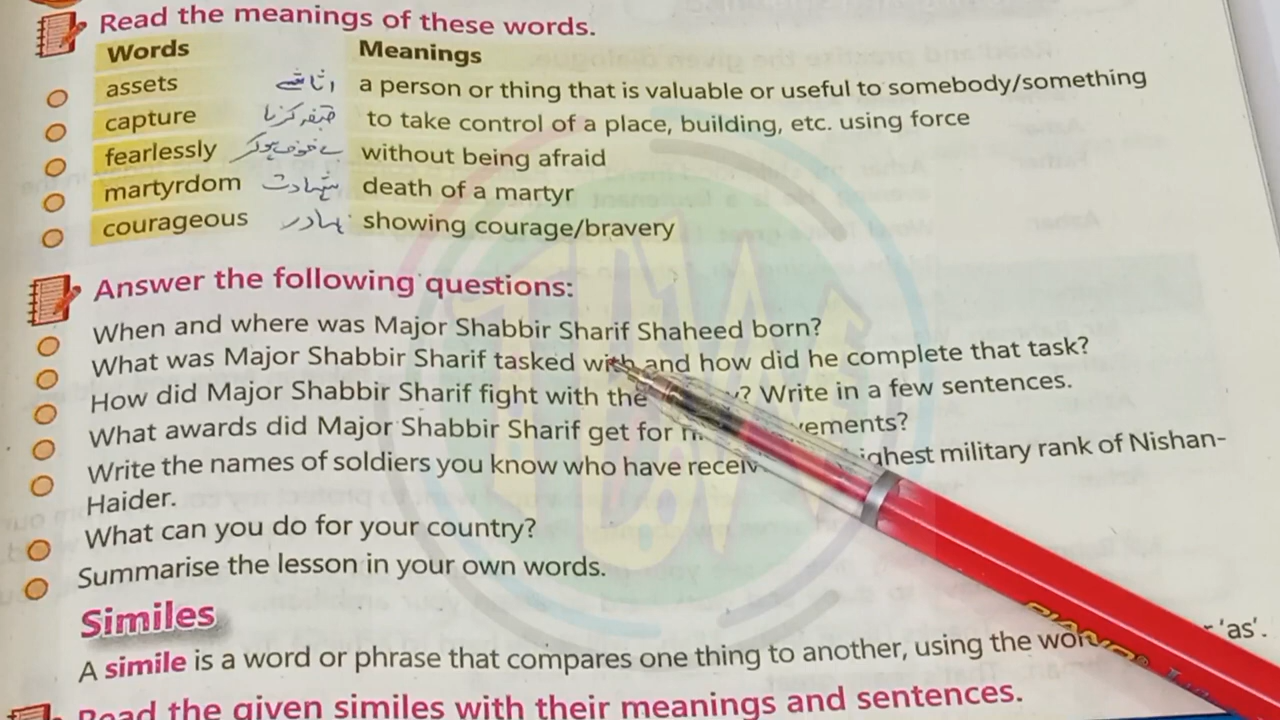 Read the meanings of these words.
Words Meanings
assets اثاثے a person or thing that is valuable or useful to somebody/something
capture قبضہ کرنا to take control of a place, building, etc. using force
fearlessly بے خوف ہوکر without being afraid
martyrdom شہادت death of a martyr
courageous بہادر showing courage/bravery
Answer the following questions:
When and where was Major Shabbir Sharif Shaheed born?
What was Major Shabbir Sharif tasked with and how did he complete that task?
How did Major Shabbir Sharif fight with the ? Write in a few sentences.
What awards did Major Shabbir Sharif get for
Write the names of soldiers you know who have military rank of Nishan-
Haider.
What can you do for your country?
Summarise the lesson in your own words.
Similes
A simile is a word or phrase that compares one thing to another, using the 'as'.
Read the given similes with their meanings and sentences.